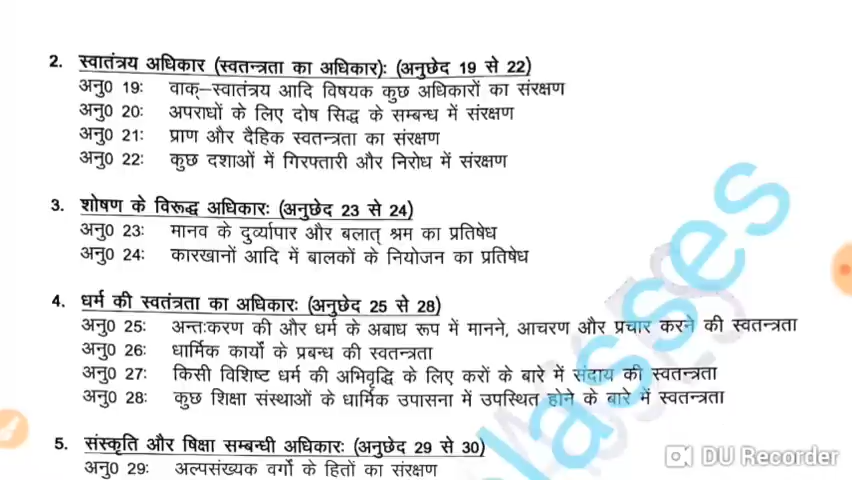 2. स्वातंत्रय अधिकार (स्वतन्त्रता का अधिकार): (अनुछेद 19 से 22)
अनु0 19: वाक्–स्वातंत्रय आदि विषयक कुछ अधिकारों का संरक्षण
अनु0 20: अपराधों के लिए दोष सिद्ध के सम्बन्ध में संरक्षण
अनु0 21: प्राण और दैहिक स्वतन्त्रता का संरक्षण
अनु0 22: कुछ दशाओं में गिरफ्तारी और निरोध में संरक्षण
3. शोषण के विरूद्ध अधिकार: (अनुछेद 23 से 24)
अनु0 23: मानव के दुर्व्यापार और बलात् श्रम का प्रतिषेध
अनु0 24: कारखानों आदि में बालकों के नियोजन का प्रतिषेध
4. धर्म की स्वतंत्रता का अधिकार: (अनुछेद 25 से 28)
अनु0 25: अन्तःकरण की और धर्म के अबाध रूप में मानने, आचरण और प्रचार करने की स्वतन्त्रता
अनु0 26: धार्मिक कार्यो के प्रबन्ध की स्वतन्त्रता
अनु0 27: किसी विशिष्ट धर्म की अभिवृद्धि के लिए करों के बारे में संदाय की स्वतन्त्रता
अनु0 28: कुछ शिक्षा संस्थाओं के धार्मिक उपासना में उपस्थित होने के बारे में स्वतन्त्रता
5. संस्कृति और षिक्षा सम्बन्धी अधिकार: (अनुछेद 29 से 30)
अनु0 29: अल्पसंख्यक वर्गो के हितों का संरक्षण
lasses
DU Recorder